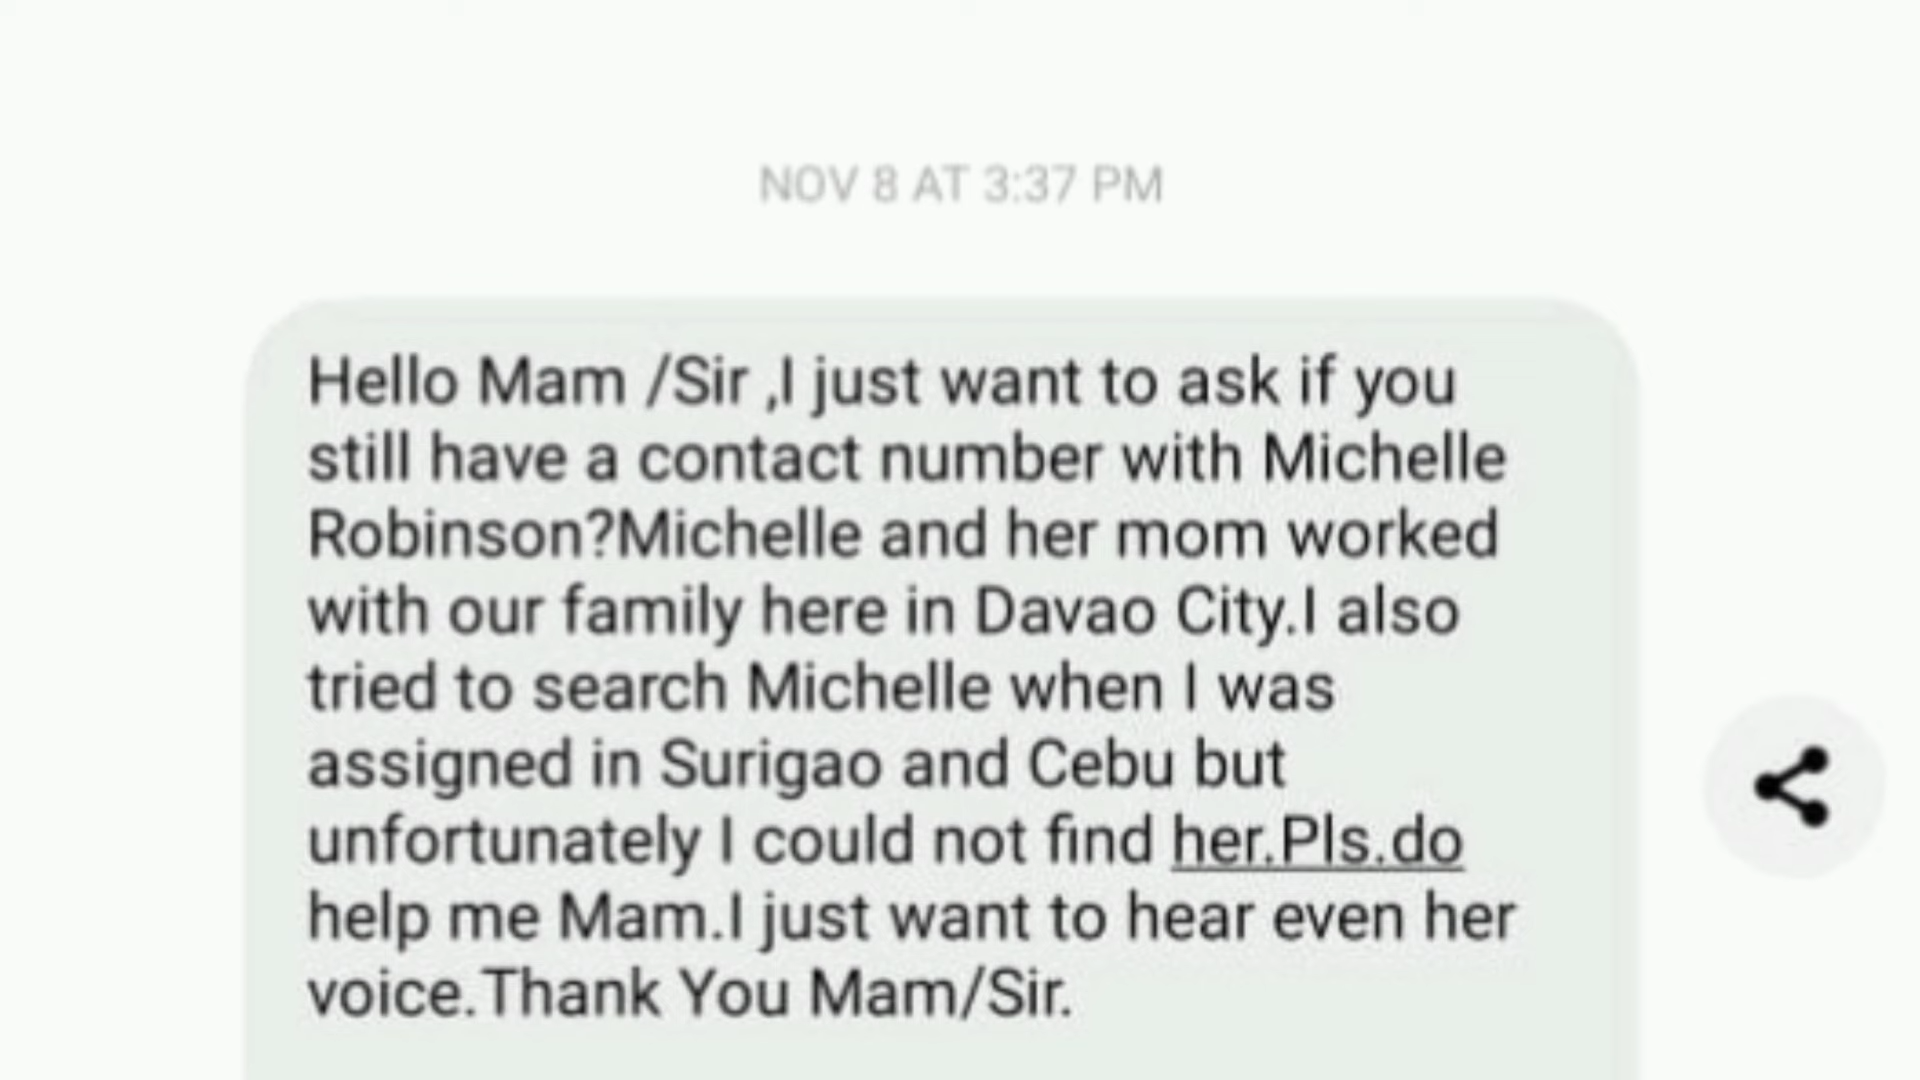 NOV 8 AT 3:37 PM
Hello Mam /Sir ,I just want to ask if you
still have a contact number with Michelle
Robinson?Michelle and her mom worked
with our family here in Davao City.I also
tried to search Michelle when I was
assigned in Surigao and Cebu but
unfortunately I could not find her.Pls.do
help me Mam.I just want to hear even her
voice.Thank You Mam/Sir.